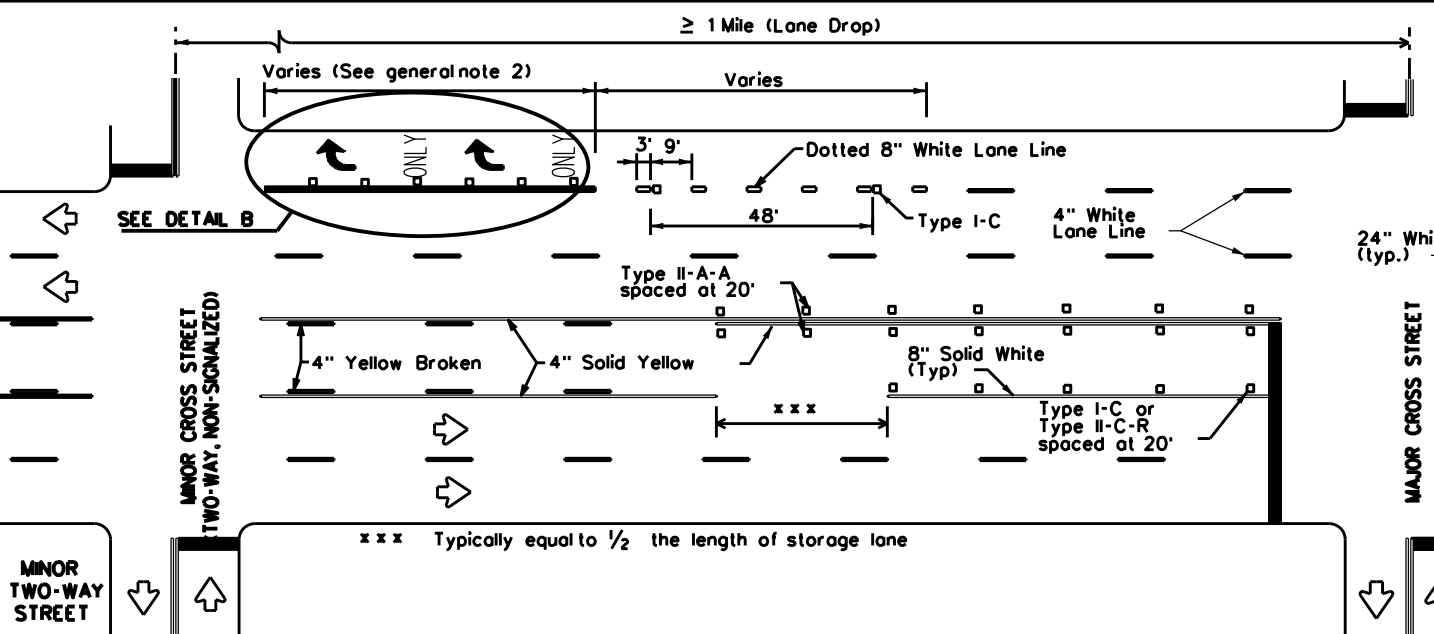 ≥ 1 Mile (Lane Drop)
Varies (See general note 2)
Varies
ONLY
ONLY
3' 9'
Dotted 8" White Lane Line
SEE DETAIL B
48'
Type I-C
4" White
Lane Line
24" Whi
(typ.)
Type II-A-A
spaced at 20'
4" Yellow Broken
4" Solid Yellow
8" Solid White
(Typ)
x x x
Type I-C or
Type II-C-R
spaced at 20'
MINOR CROSS STREET
(TWO-WAY, NON-SIGNALIZED)
MAJOR CROSS STREET
x x x Typically equal to 1/2 the length of storage lane
MINOR
TWO-WAY
STREET